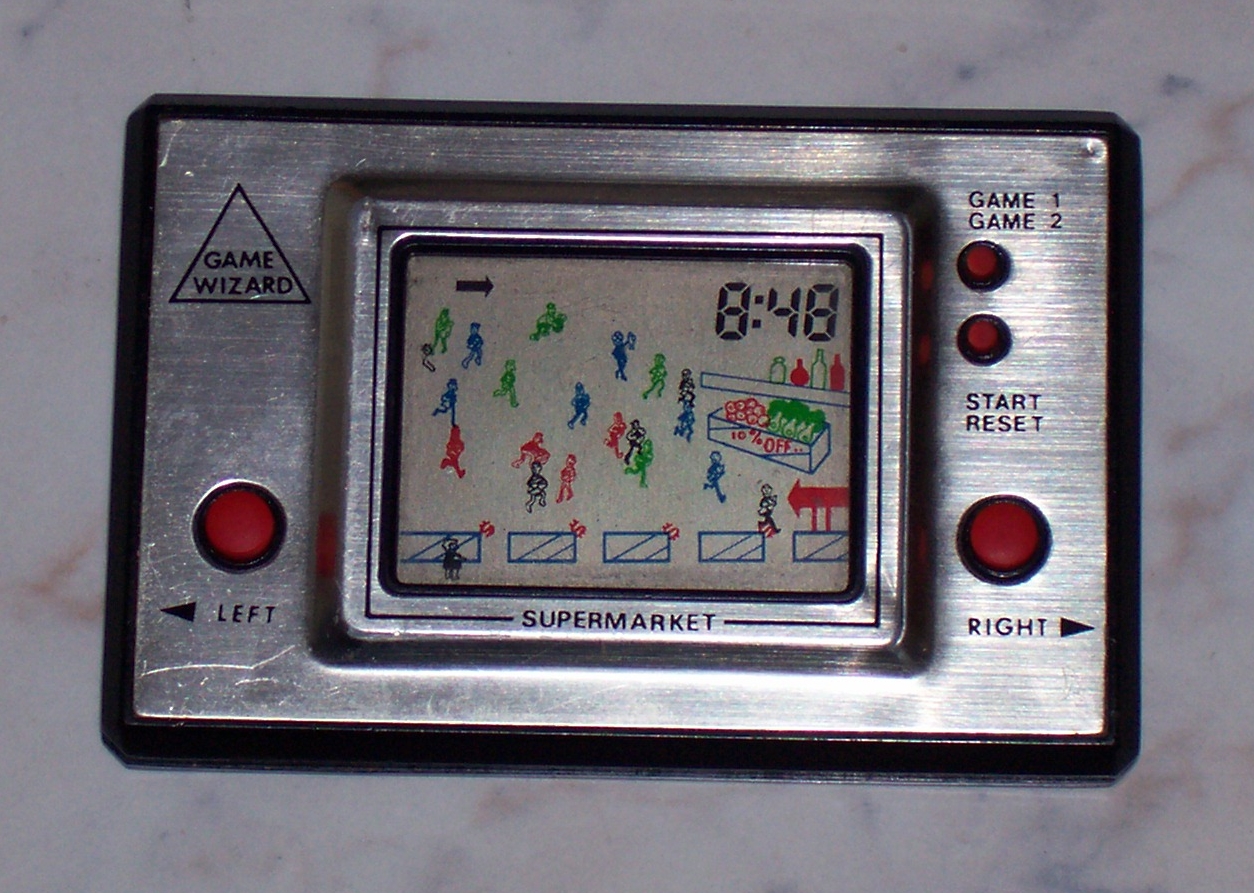 GAME
WIZARD
GAME 1
GAME 2
8:48
10% OFF..
START
RESET
$ $ $ $
LEFT
SUPERMARKET
RIGHT